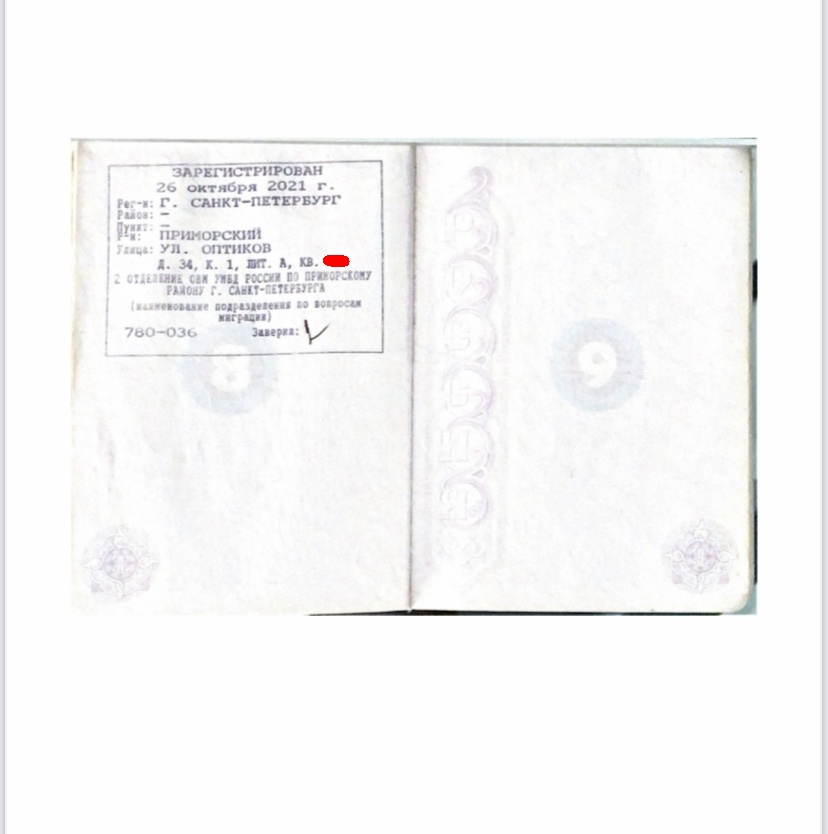 ЗАРЕГИСТРИРОВАН
26 октября 2021 г.
Рег-н: Г. САНКТ-ПЕТЕРБУРГ
Район: —
Пункт: —
Р-н: ПРИМОРСКИЙ
Улица: УЛ. ОПТИКОВ
Д. 34, К. 1, ЛИТ. А, КВ.
2 ОТДЕЛЕНИЕ ОВМ УМВД РОССИИ ПО ПРИМОРСКОМУ
РАЙОНУ Г. САНКТ-ПЕТЕРБУРГА
(наименование подразделения по вопросам
миграции)
780-036 Заверил:
8
9